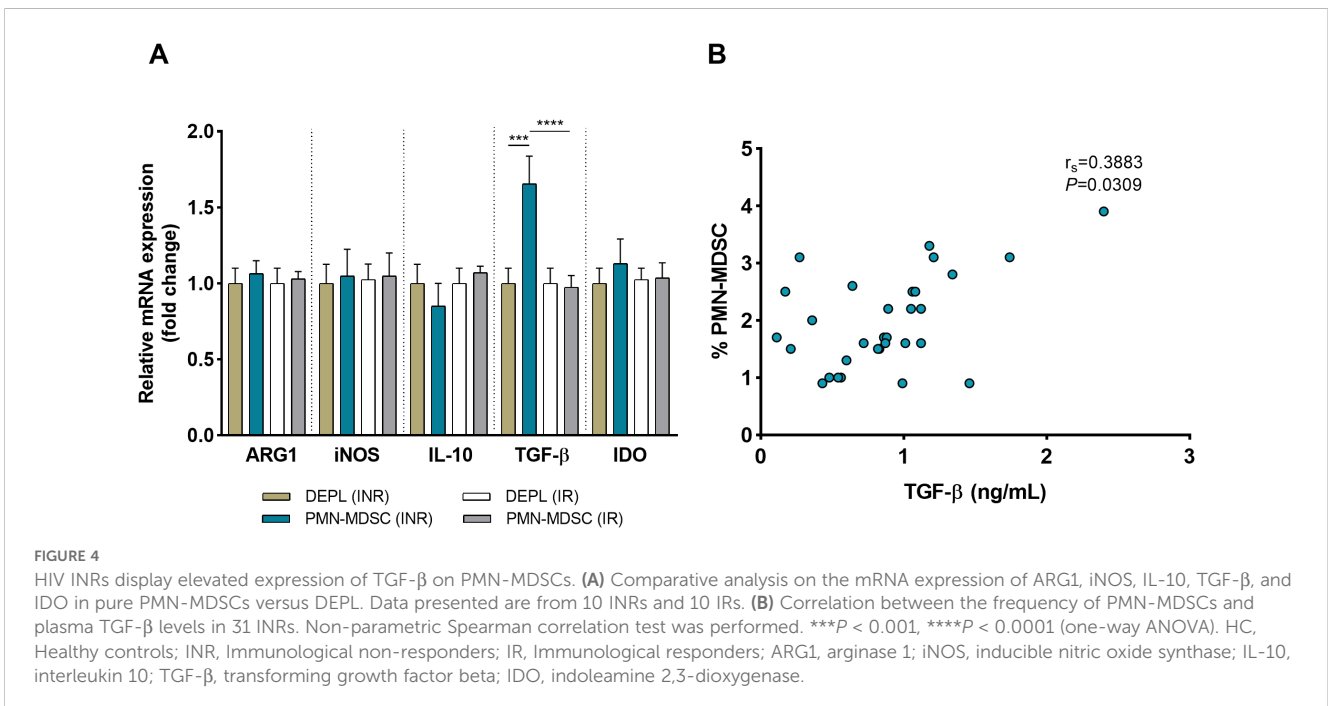 A
B
Relative mRNA expression
(fold change)
2.0
1.5
1.0
0.5
0.0
***
****
ARG1 iNOS IL-10 TGF-β IDO
DEPL (INR) DEPL (IR)
PMN-MDSC (INR) PMN-MDSC (IR)
% PMN-MDSC
5
4
3
2
1
0
rs=0.3883
P=0.0309
0 1 2 3
TGF-β (ng/mL)
FIGURE 4
HIV INRs display elevated expression of TGF-β on PMN-MDSCs. (A) Comparative analysis on the mRNA expression of ARG1, iNOS, IL-10, TGF-β, and
IDO in pure PMN-MDSCs versus DEPL. Data presented are from 10 INRs and 10 IRs. (B) Correlation between the frequency of PMN-MDSCs and
plasma TGF-β levels in 31 INRs. Non-parametric Spearman correlation test was performed. ***P < 0.001, ****P < 0.0001 (one-way ANOVA). HC,
Healthy controls; INR, Immunological non-responders; IR, Immunological responders; ARG1, arginase 1; iNOS, inducible nitric oxide synthase; IL-10,
interleukin 10; TGF-β, transforming growth factor beta; IDO, indoleamine 2,3-dioxygenase.